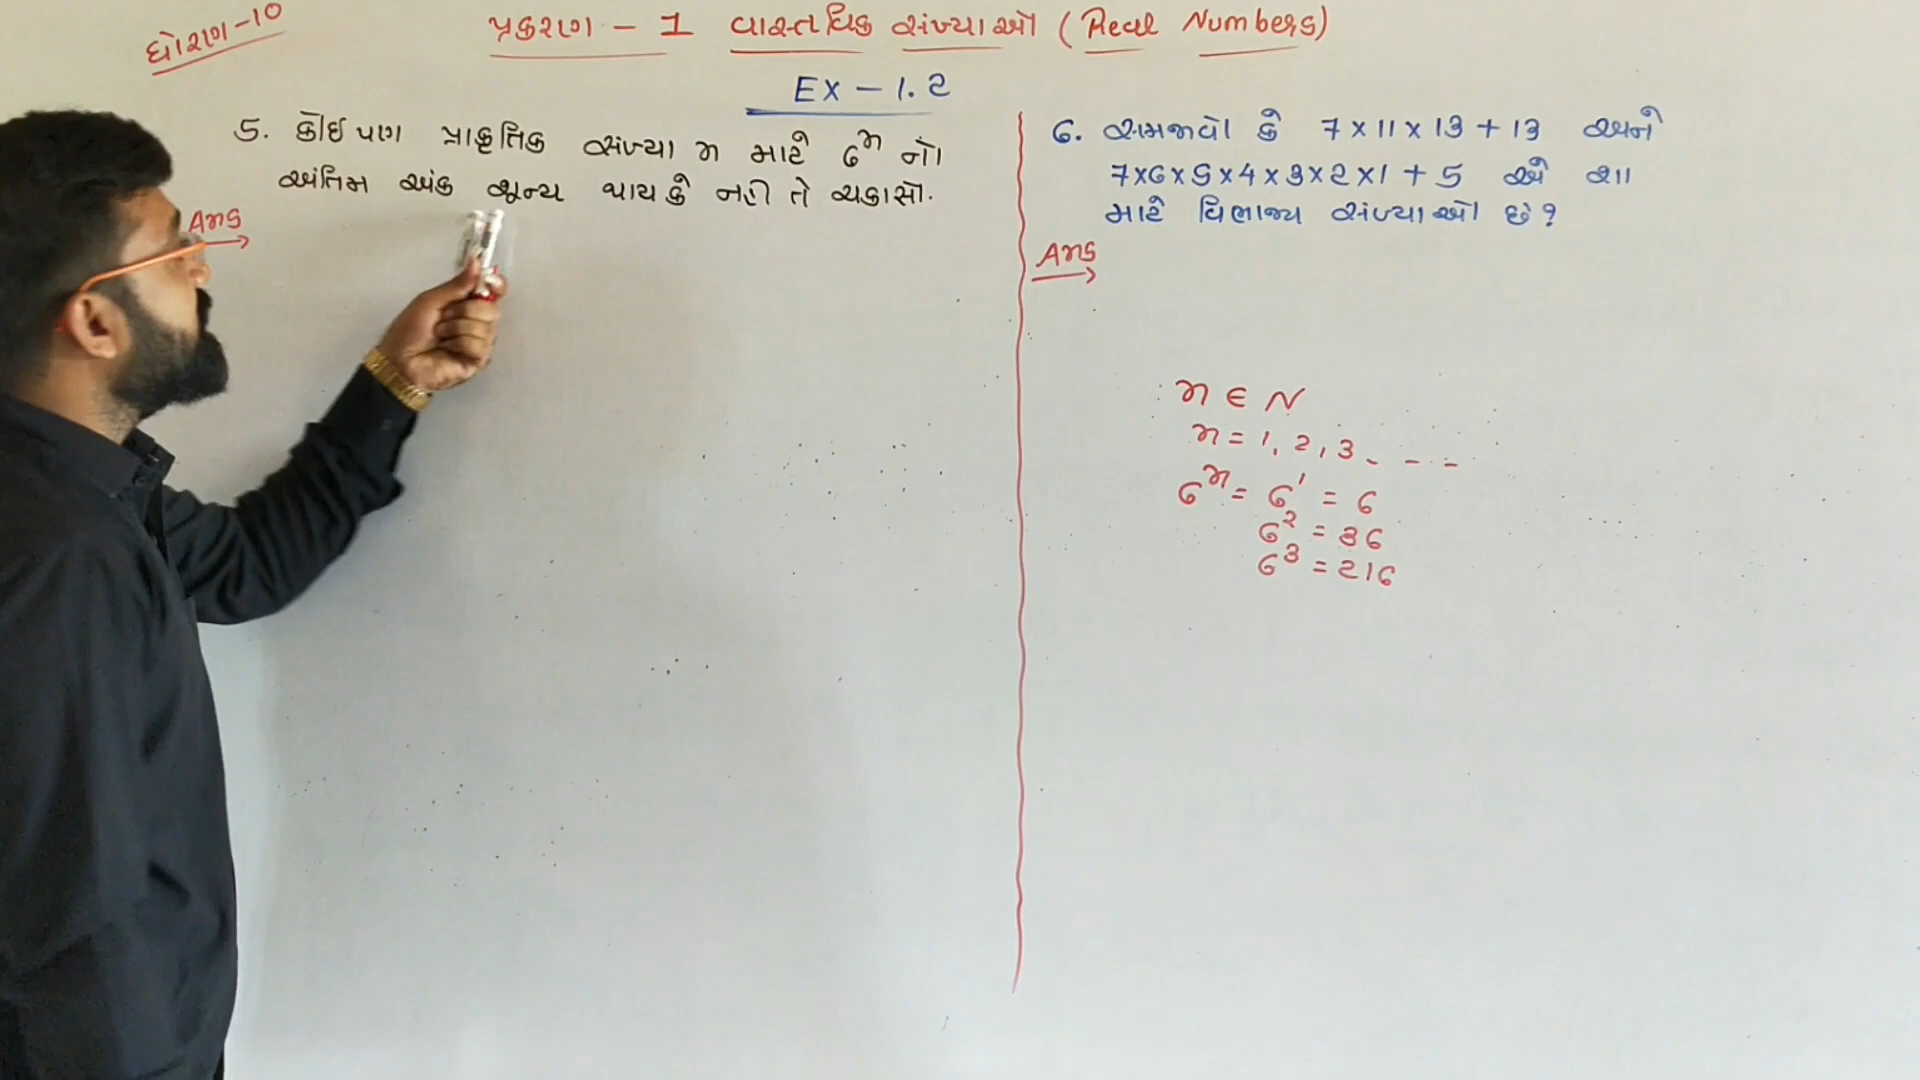 ધોરણ-10
પ્રકરણ - 1 વાસ્તવિક સંખ્યાઓ (Real Numbers)
Ex - 1.2
5. કોઈપણ પ્રાકૃતિક સંખ્યા n માટે 6ⁿ નો
અંતિમ અંક શૂન્ય થાય કે નહી તે ચકાસો.
Ans
6. સમજાવો કે 7×11×13+13 અને
7×6×5×4×3×2×1+5 એ શા
માટે વિભાજ્ય સંખ્યાઓ છે?
Ans
n ∈ N
n = 1, 2, 3 - - -
6ⁿ = 6¹ = 6
6² = 36
6³ = 216